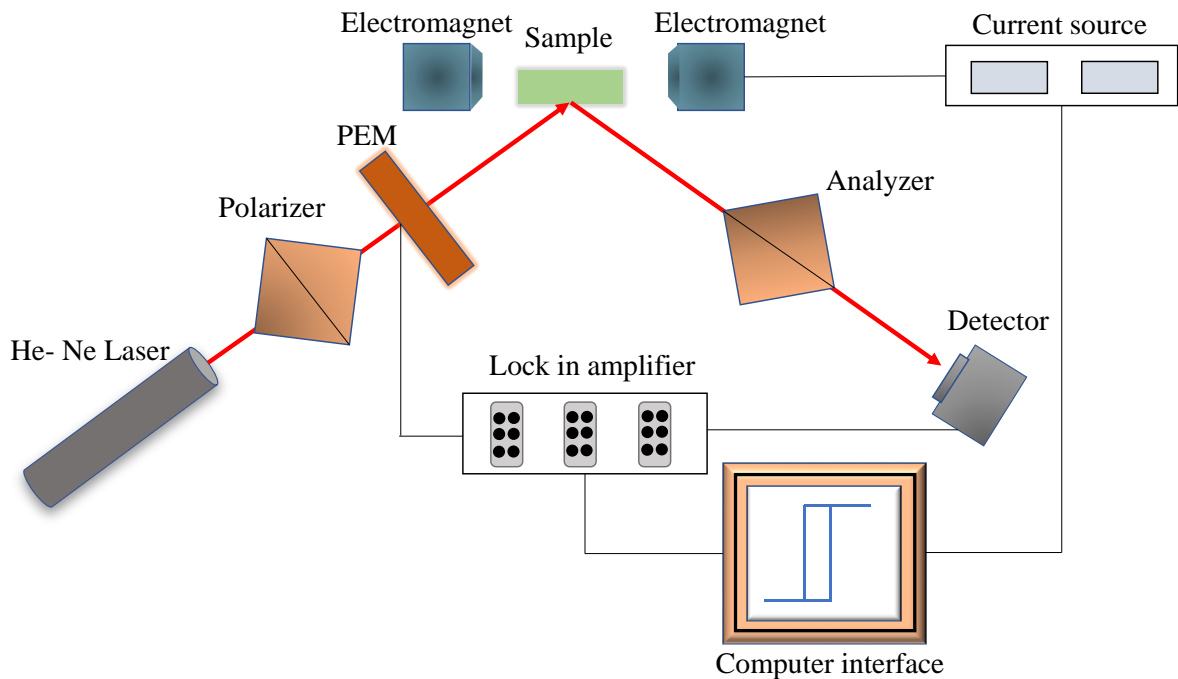 Electromagnet
Sample
Electromagnet
Current source
PEM
Polarizer
Analyzer
He- Ne Laser
Detector
Lock in amplifier
Computer interface